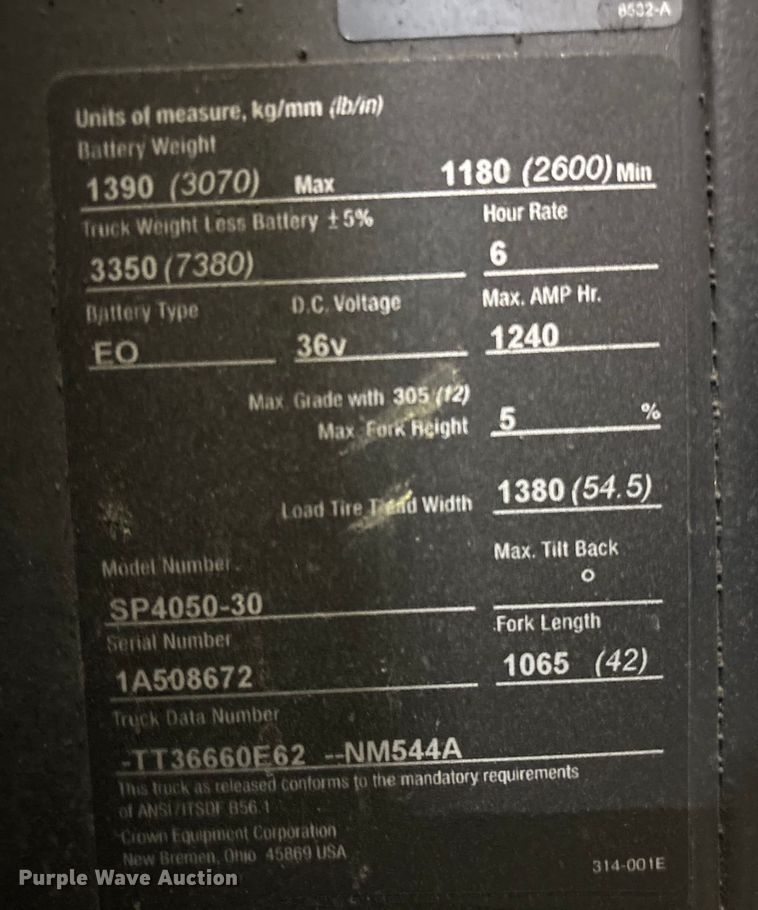 8532-A
Units of measure, kg/mm (lb/in)
Battery Weight
1390 (3070) Max 1180 (2600) Min
Truck Weight Less Battery ±5% Hour Rate
3350 (7380) 6
Battery Type D.C. Voltage Max. AMP Hr.
EO 36v 1240
Max Grade with 305 (12)
Max Fork Height 5 %
Load Tire Tread Width 1380 (54.5)
Model Number Max. Tilt Back
SP4050-30 °
Serial Number Fork Length
1A508672 1065 (42)
Truck Data Number
-TT36660E62 --NM544A
This truck as released conforms to the mandatory requirements
of ANSI/ITSDF B56.1
Crown Equipment Corporation
New Bremen, Ohio 45869 USA
314-001E
Purple Wave Auction